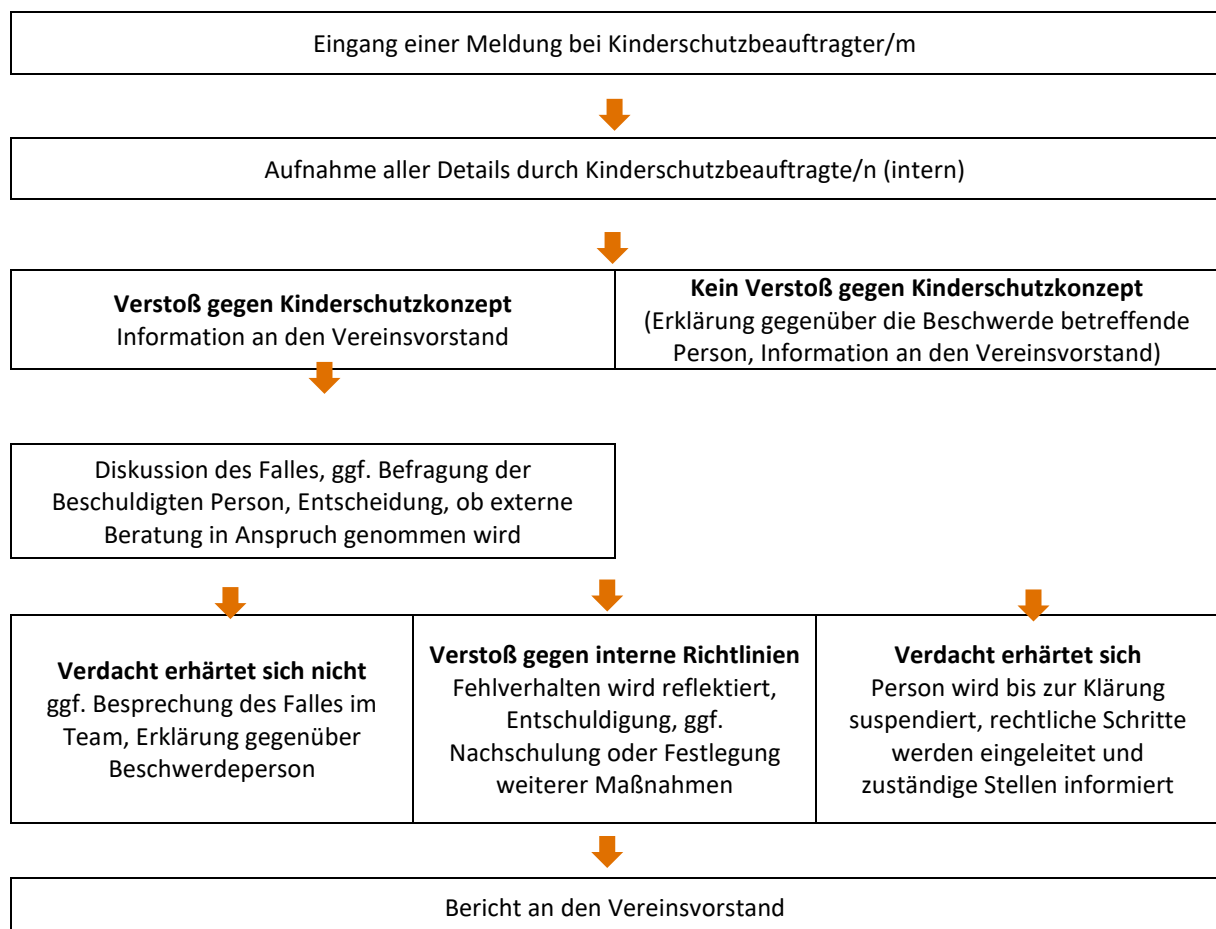 Eingang einer Meldung bei Kinderschutzbeauftragter/m
Aufnahme aller Details durch Kinderschutzbeauftragte/n (intern)
Verstoß gegen Kinderschutzkonzept
Information an den Vereinsvorstand
Kein Verstoß gegen Kinderschutzkonzept
(Erklärung gegenüber die Beschwerde betreffende
Person, Information an den Vereinsvorstand)
Diskussion des Falles, ggf. Befragung der
Beschuldigten Person, Entscheidung, ob externe
Beratung in Anspruch genommen wird
Verdacht erhärtet sich nicht
ggf. Besprechung des Falles im
Team, Erklärung gegenüber
Beschwerdeperson
Verstoß gegen interne Richtlinien
Fehlverhalten wird reflektiert,
Entschuldigung, ggf.
Nachschulung oder Festlegung
weiterer Maßnahmen
Verdacht erhärtet sich
Person wird bis zur Klärung
suspendiert, rechtliche Schritte
werden eingeleitet und
zuständige Stellen informiert
Bericht an den Vereinsvorstand